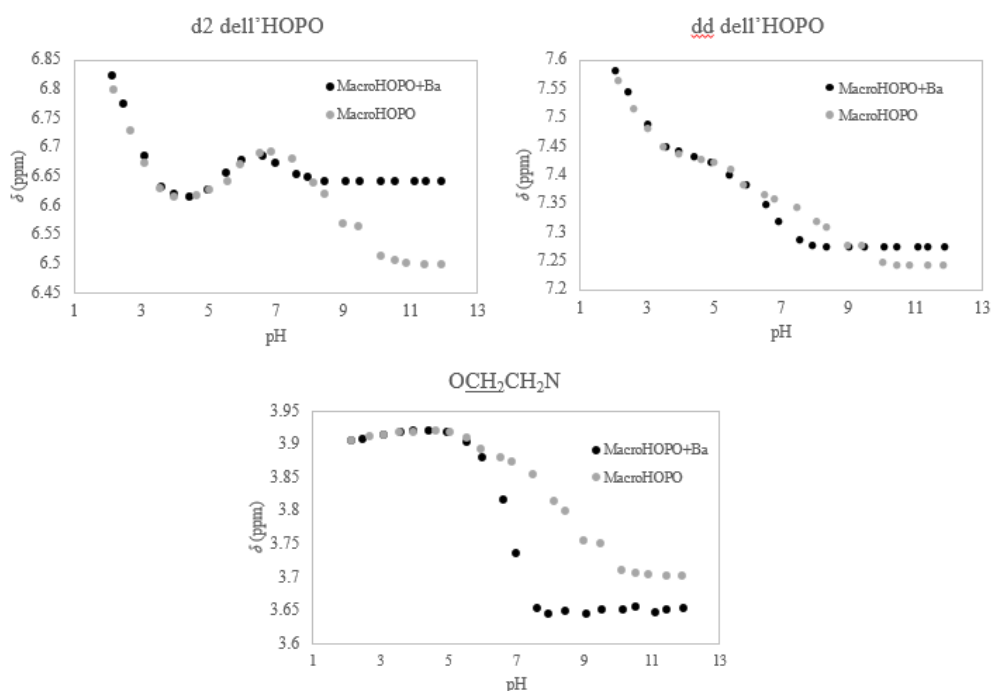 d2 dell'HOPO
6.85
6.8
6.75
6.7
6.65
6.6
6.55
6.5
6.45
δ (ppm)
MacroHOPO+Ba
MacroHOPO
1 3 5 7 9 11 13
pH
dd dell'HOPO
7.6
7.55
7.5
7.45
7.4
7.35
7.3
7.25
7.2
δ (ppm)
MacroHOPO+Ba
MacroHOPO
1 3 5 7 9 11 13
pH
OCH₂CH₂N
3.95
3.9
3.85
3.8
3.75
3.7
3.65
3.6
δ (ppm)
MacroHOPO+Ba
MacroHOPO
1 3 5 7 9 11 13
pH